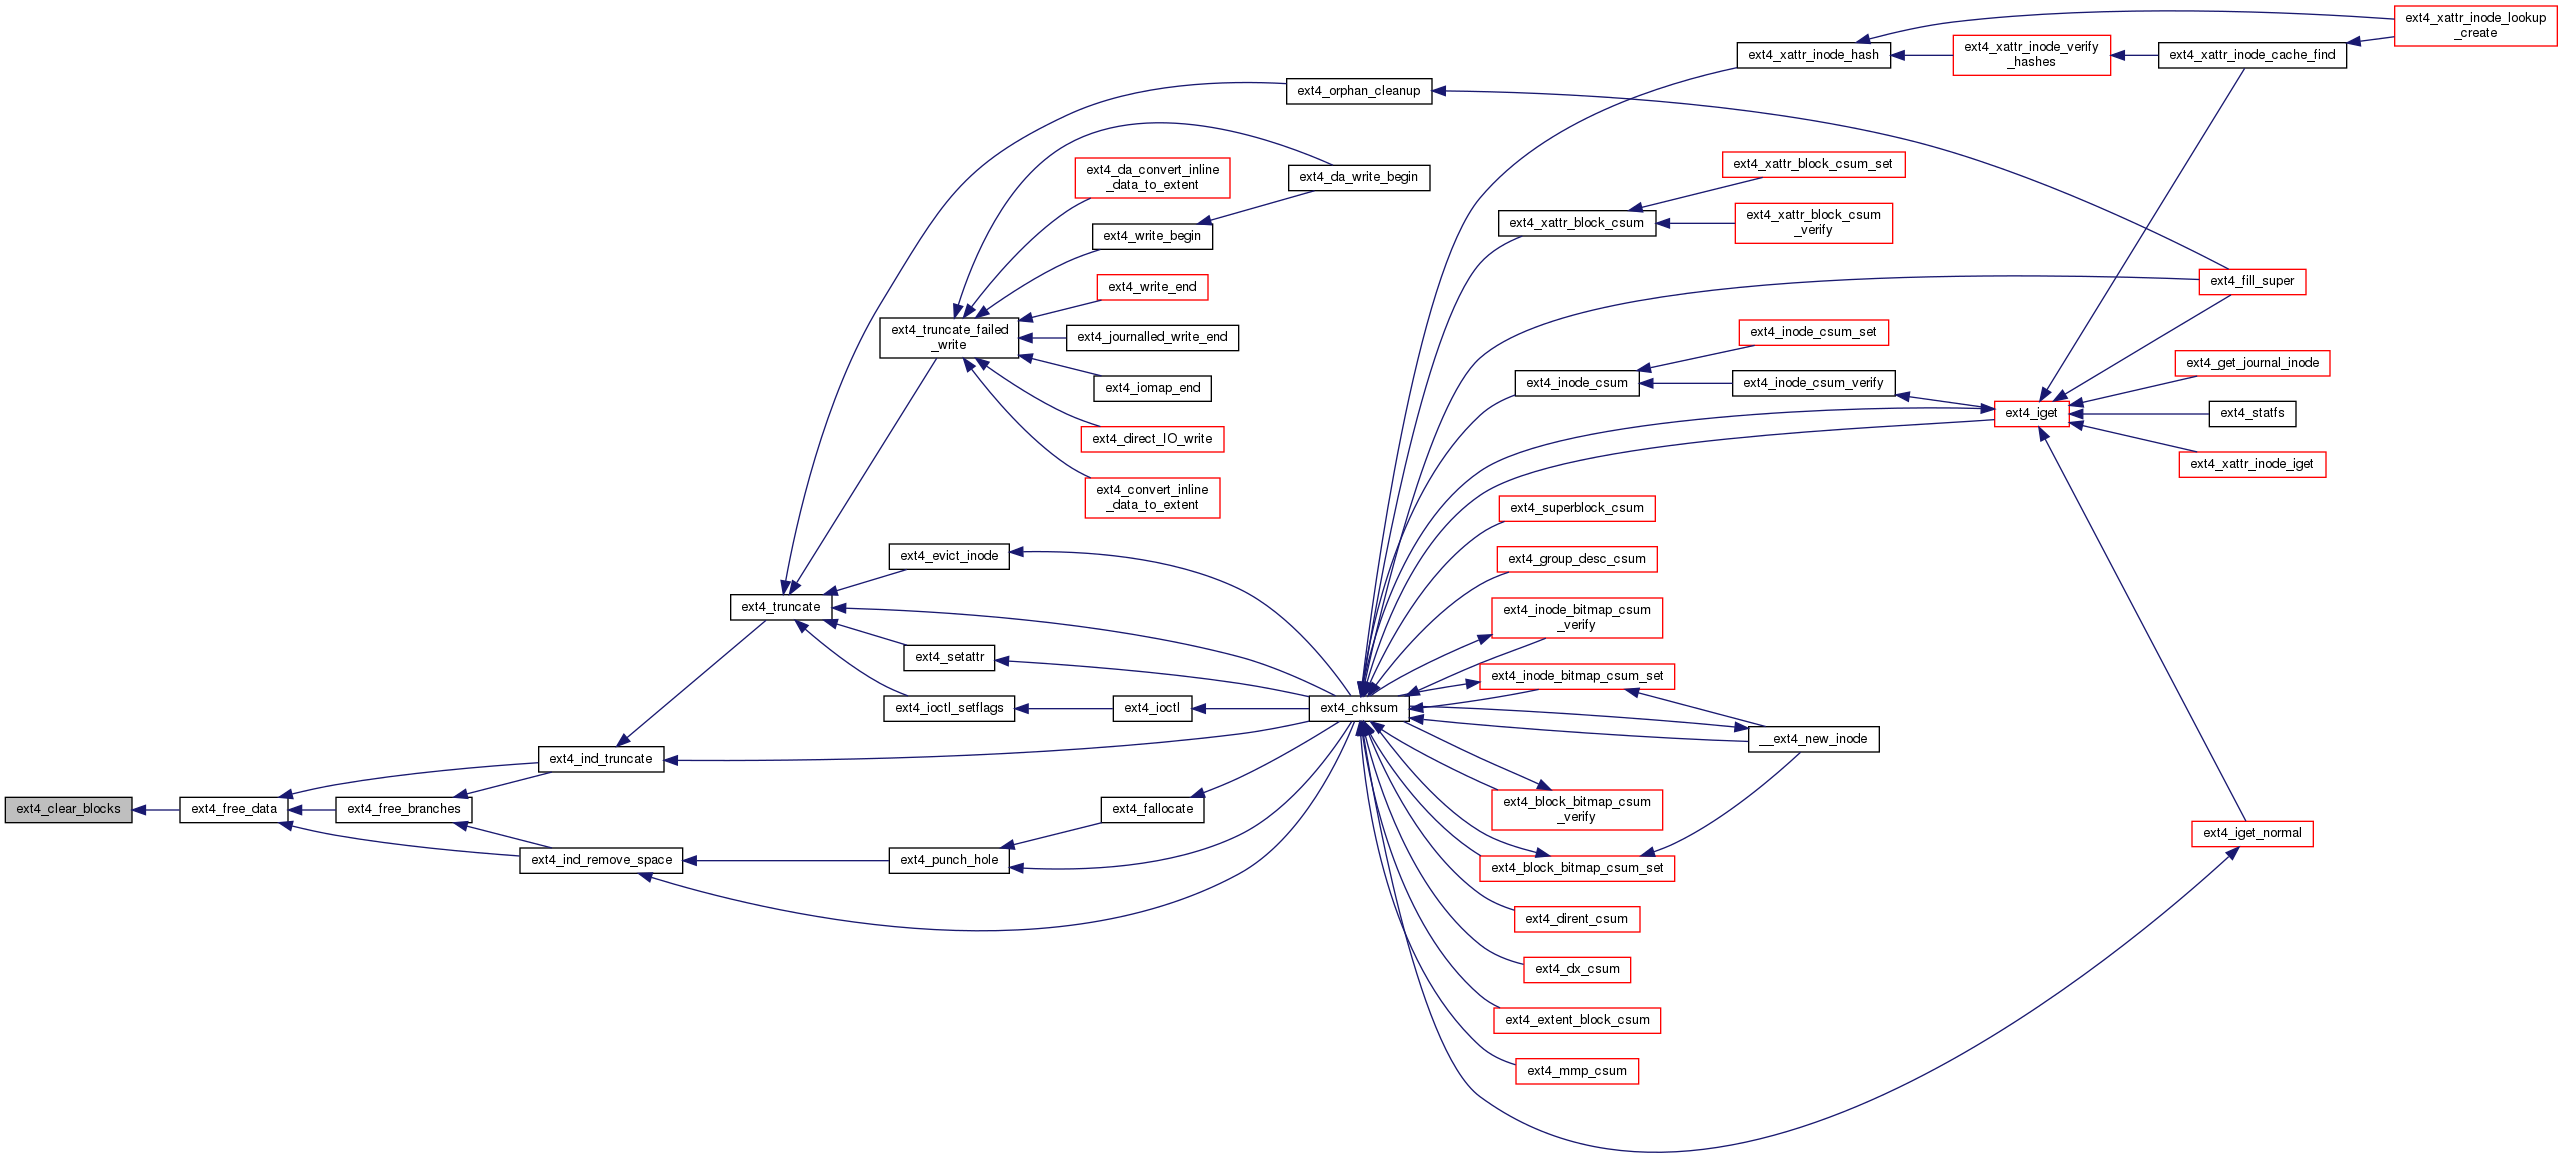 ext4_xattr_inode_lookup
_create
ext4_xattr_inode_hash
ext4_xattr_inode_verify
_hashes
ext4_xattr_inode_cache_find
ext4_orphan_cleanup
ext4_da_convert_inline
_data_to_extent
ext4_da_write_begin
ext4_xattr_block_csum_set
ext4_write_begin
ext4_xattr_block_csum
ext4_xattr_block_csum
_verify
ext4_write_end
ext4_fill_super
ext4_truncate_failed
_write
ext4_journalled_write_end
ext4_inode_csum_set
ext4_get_journal_inode
ext4_iomap_end
ext4_inode_csum
ext4_inode_csum_verify
ext4_iget
ext4_statfs
ext4_direct_IO_write
ext4_xattr_inode_iget
ext4_convert_inline
_data_to_extent
ext4_superblock_csum
ext4_evict_inode
ext4_group_desc_csum
ext4_truncate
ext4_inode_bitmap_csum
_verify
ext4_setattr
ext4_inode_bitmap_csum_set
ext4_ioctl_setflags
ext4_ioctl
ext4_chksum
__ext4_new_inode
ext4_ind_truncate
ext4_clear_blocks
ext4_free_data
ext4_free_branches
ext4_fallocate
ext4_block_bitmap_csum
_verify
ext4_iget_normal
ext4_ind_remove_space
ext4_punch_hole
ext4_block_bitmap_csum_set
ext4_dirent_csum
ext4_dx_csum
ext4_extent_block_csum
ext4_mmp_csum